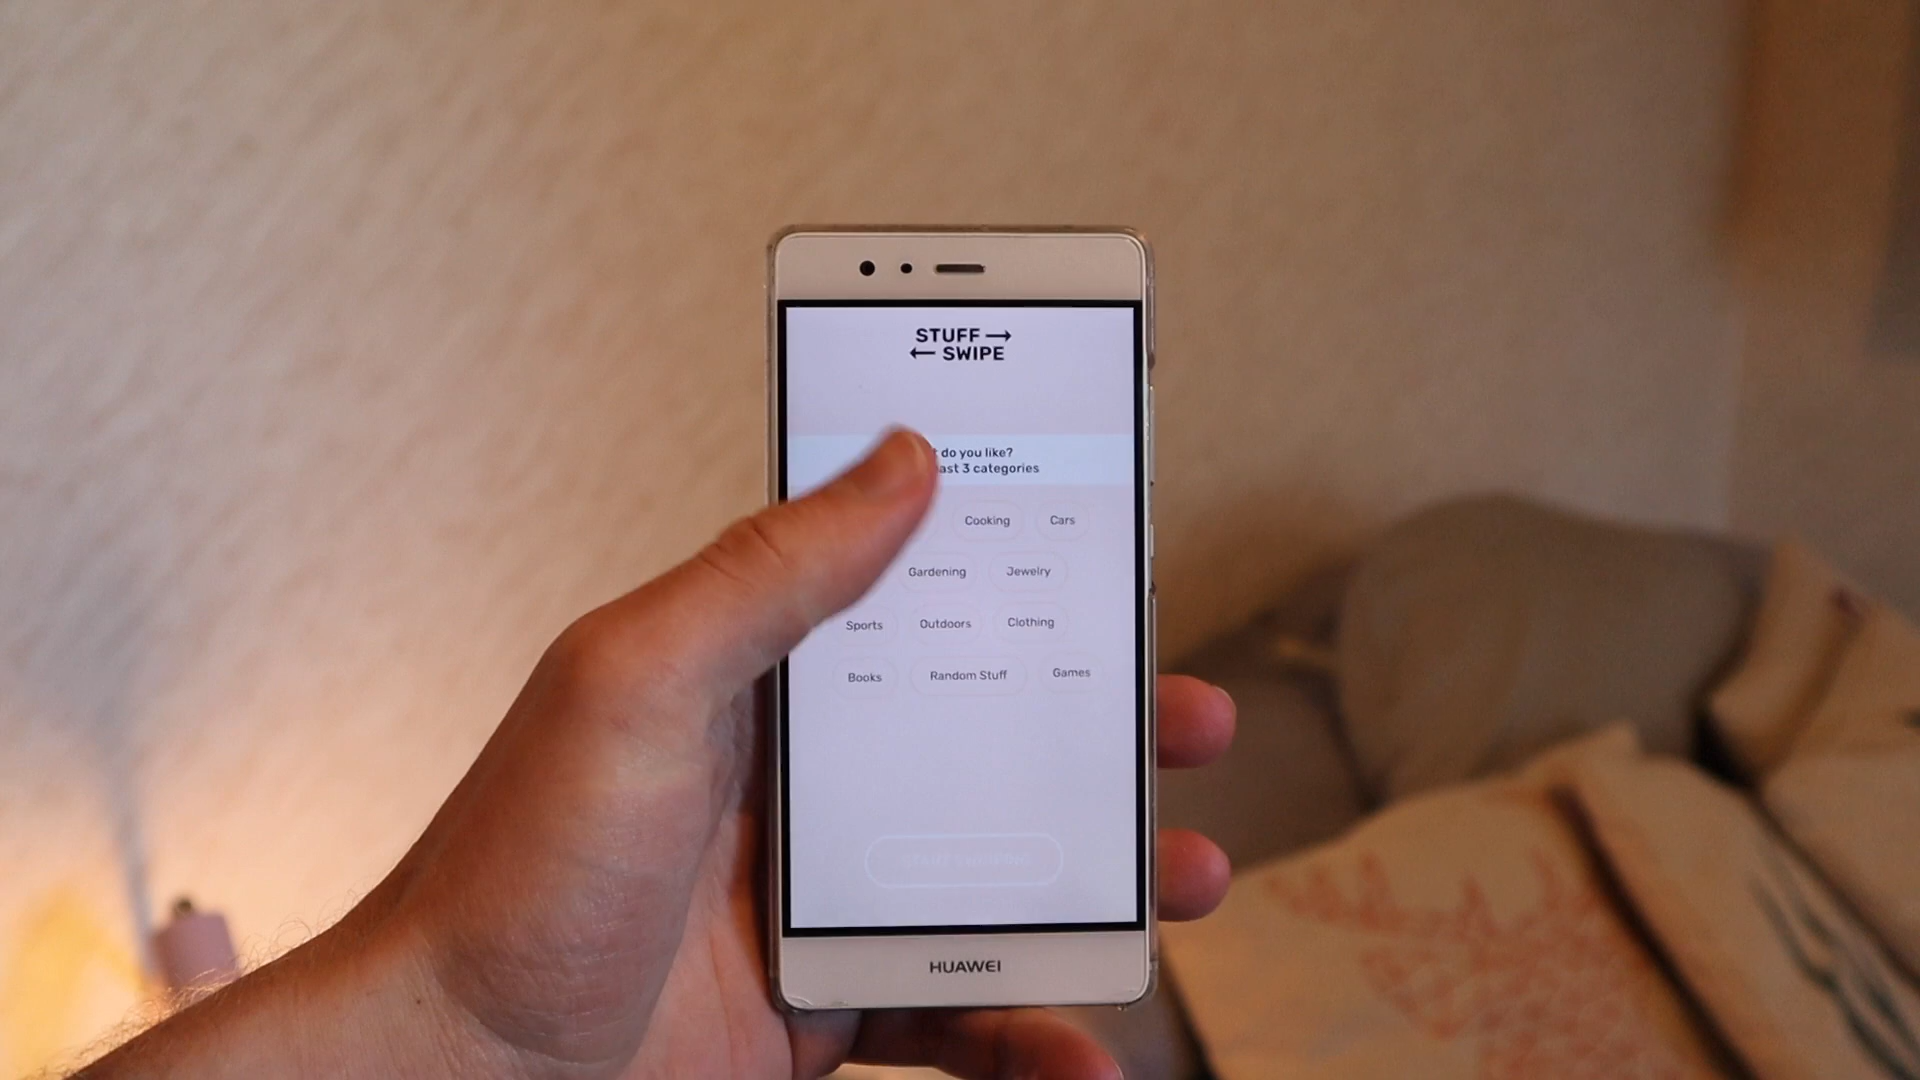 STUFF →
← SWIPE
do you like?
3 categories
Cooking Cars
Gardening Jewelry
Sports Outdoors Clothing
Books Random Stuff Games
HUAWEI